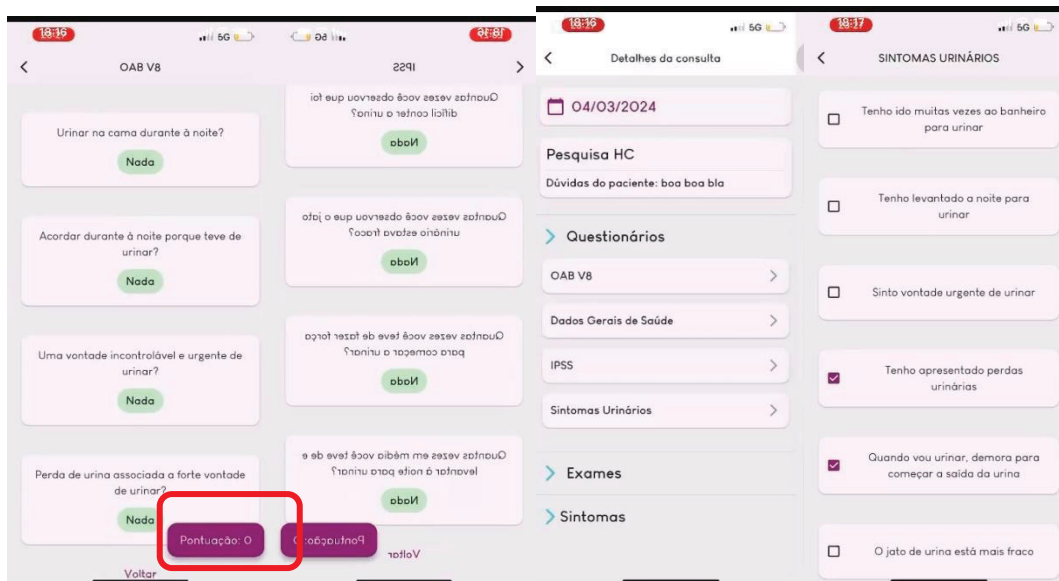 18:16
5G
OAB V8
Urinar na cama durante à noite?
Nada
Acordar durante à noite porque teve de
urinar?
Nada
Uma vontade incontrolável e urgente de
urinar?
Nada
Perda de urina associada a forte vontade
de urinar?
Nada
Pontuação: 0
Voltar
18:16
5G
IPSS
Quantas vezes você observou que foi
difícil conter a urina?
Nada
Quantas vezes você observou que o jato
urinário estava fraco?
Nada
Quantas vezes você teve de fazer força
para começar a urinar?
Nada
Quantas vezes em média você teve de e
levantar à noite para urinar?
Nada
Pontuação: 0
Voltar
18:16
5G
Detalhes da consulta
04/03/2024
Pesquisa HC
Dúvidas do paciente: boa boa bla
Questionários
OAB V8
Dados Gerais de Saúde
IPSS
Sintomas Urinários
Exames
Sintomas
18:17
5G
SINTOMAS URINÁRIOS
Tenho ido muitas vezes ao banheiro
para urinar
Tenho levantado a noite para
urinar
Sinto vontade urgente de urinar
Tenho apresentado perdas
urinárias
Quando vou urinar, demora para
começar a saída da urina
O jato de urina está mais fraco